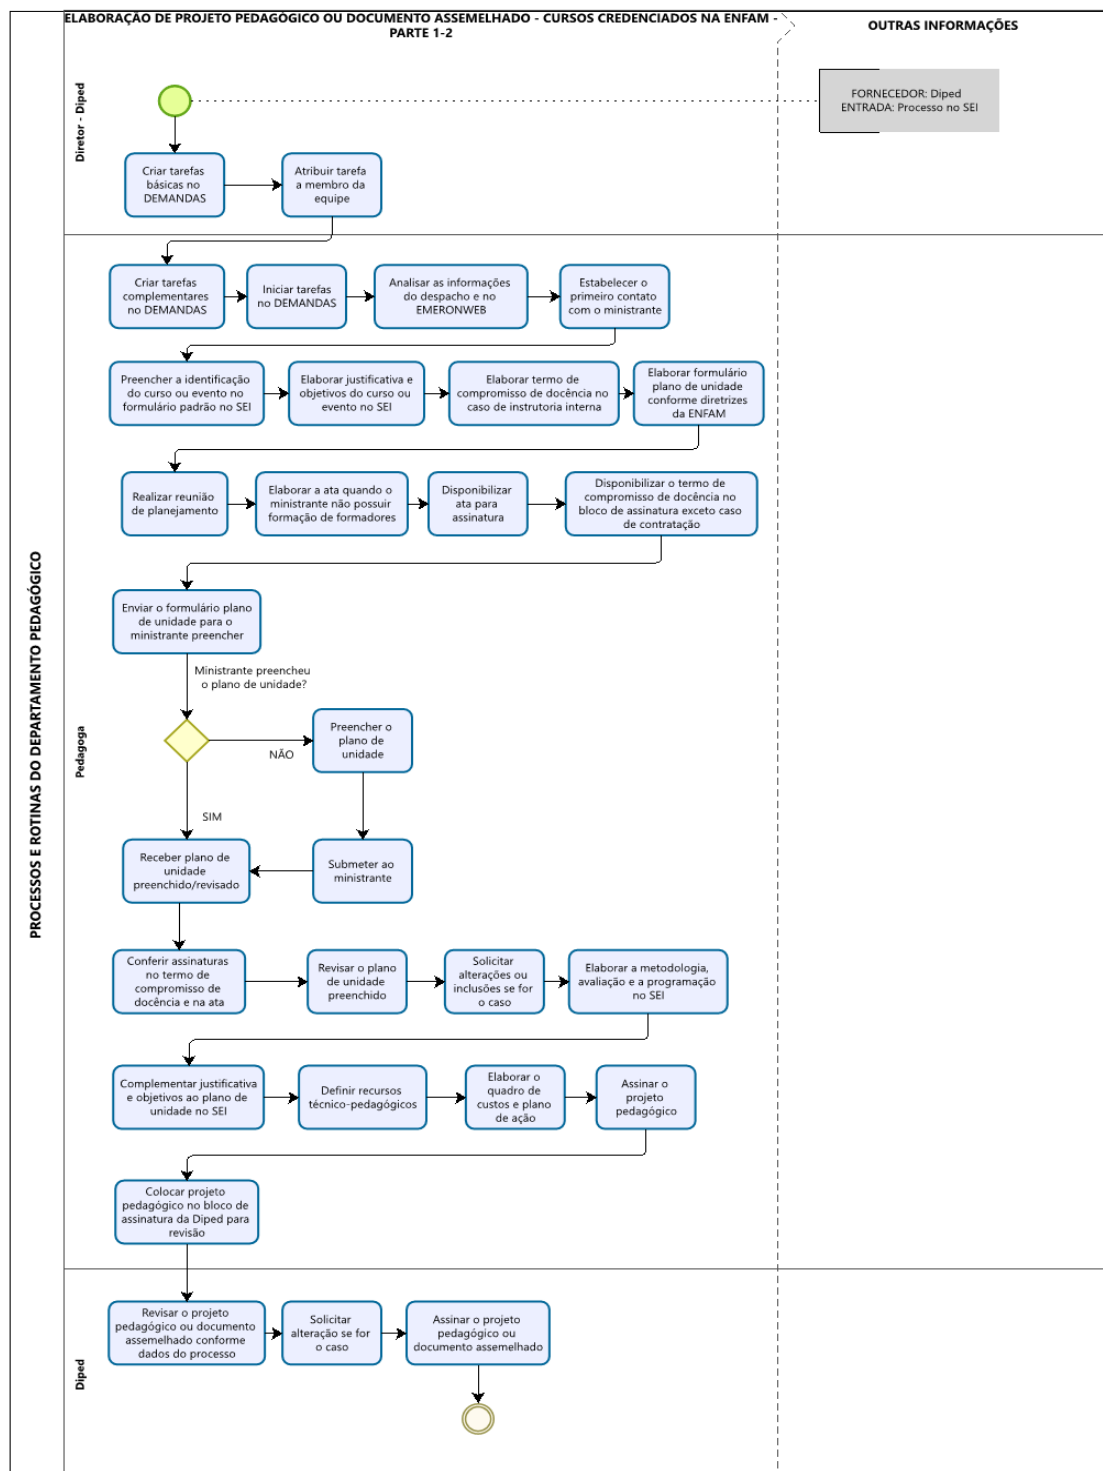 ELABORAÇÃO DE PROJETO PEDAGÓGICO OU DOCUMENTO ASSEMELHADO - CURSOS CREDENCIADOS NA ENFAM -
PARTE 1-2
OUTRAS INFORMAÇÕES
PROCESSOS E ROTINAS DO DEPARTAMENTO PEDAGÓGICO
Diretor - Diped
FORNECEDOR: Diped
ENTRADA: Processo no SEI
Criar tarefas
básicas no
DEMANDAS
Atribuir tarefa
a membro da
equipe
Pedagoga
Criar tarefas
complementares
no DEMANDAS
Iniciar tarefas
no DEMANDAS
Analisar as informações
do despacho e no
EMERONWEB
Estabelecer o
primeiro contato
com o ministrante
Preencher a identificação
do curso ou evento no
formulário padrão no SEI
Elaborar justificativa e
objetivos do curso ou
evento no SEI
Elaborar termo de
compromisso de docência no
caso de instrutoria interna
Elaborar formulário
plano de unidade
conforme diretrizes
da ENFAM
Realizar reunião
de planejamento
Elaborar a ata quando o
ministrante não possuir
formação de formadores
Disponibilizar
ata para
assinatura
Disponibilizar o termo de
compromisso de docência no
bloco de assinatura exceto caso
de contratação
Enviar o formulário plano
de unidade para o
ministrante preencher
Ministrante preencheu
o plano de unidade?
NÃO
Preencher o
plano de
unidade
SIM
Receber plano de
unidade
preenchido/revisado
Submeter ao
ministrante
Conferir assinaturas
no termo de
compromisso de
docência e na ata
Revisar o plano
de unidade
preenchido
Solicitar
alterações ou
inclusões se for
o caso
Elaborar a metodologia,
avaliação e a programação
no SEI
Complementar justificativa
e objetivos ao plano de
unidade no SEI
Definir recursos
técnico-pedagógicos
Elaborar o
quadro de
custos e plano
de ação
Assinar o
projeto
pedagógico
Colocar projeto
pedagógico no bloco de
assinatura da Diped para
revisão
Diped
Revisar o projeto
pedagógico ou documento
assemelhado conforme
dados do processo
Solicitar
alteração se for
o caso
Assinar o projeto
pedagógico ou
documento assemelhado